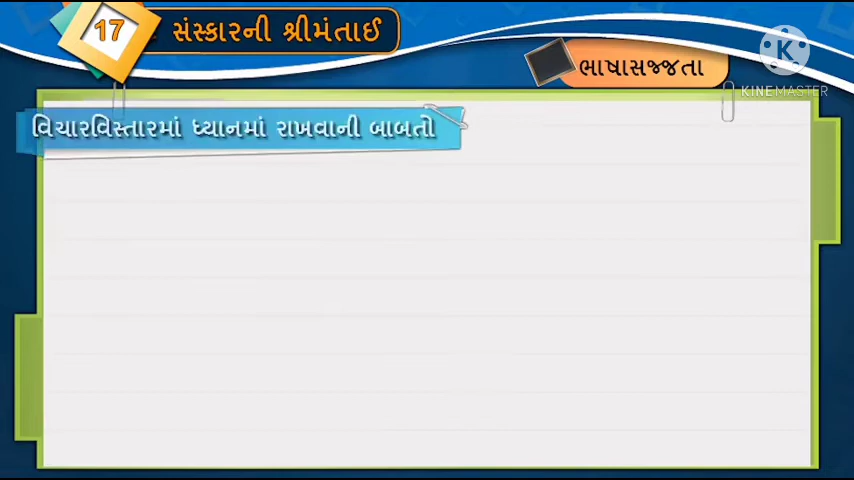 17
સંસ્કારની શ્રીમંતાઈ
ભાષાસજ્જતા
KINEMASTER
વિચારવિસ્તારમાં ધ્યાનમાં રાખવાની બાબતો